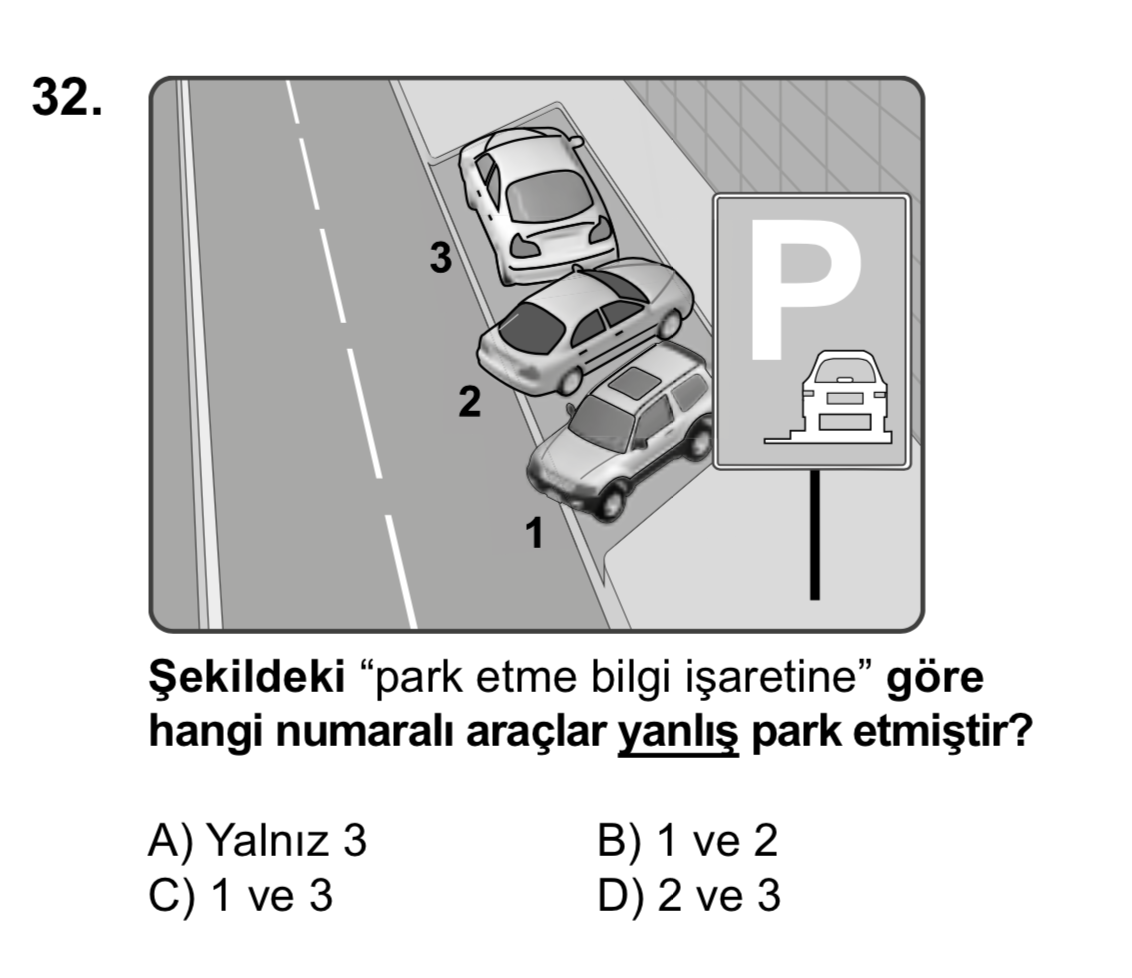 32.
P
3
2
1
Şekildeki “park etme bilgi işaretine” göre
hangi numaralı araçlar yanlış park etmiştir?
A) Yalnız 3 B) 1 ve 2
C) 1 ve 3 D) 2 ve 3